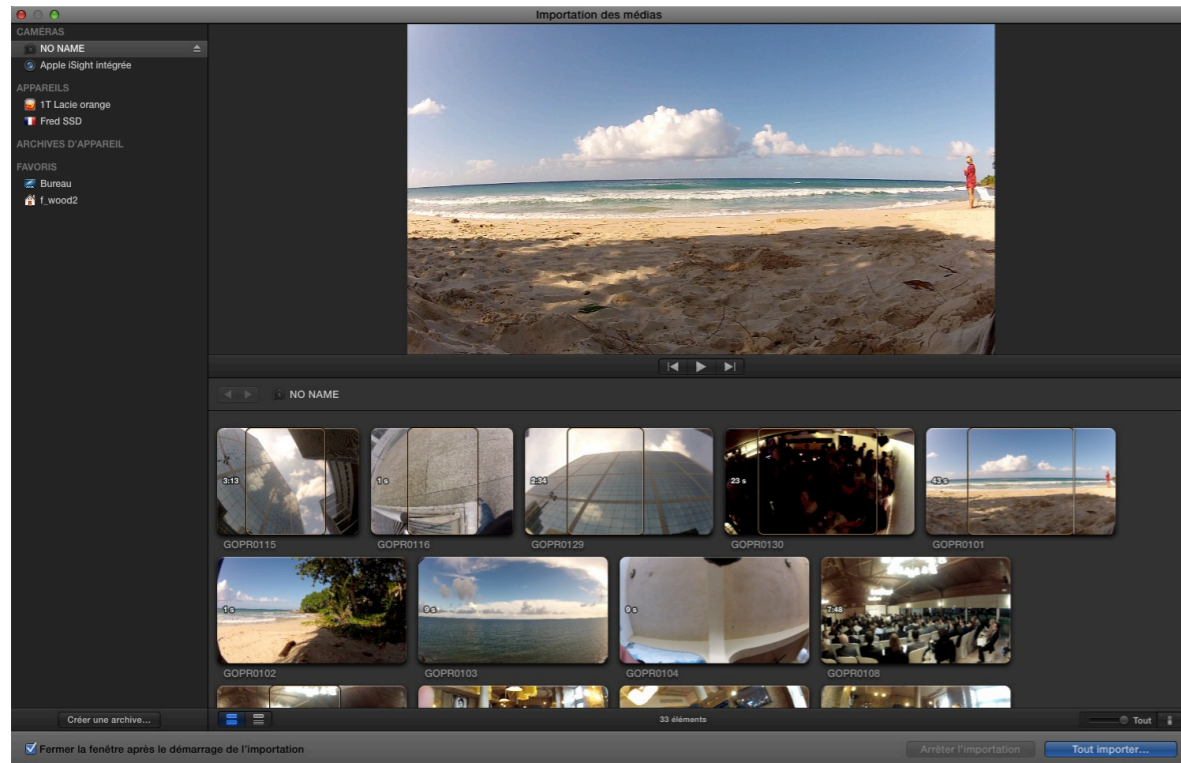 Importation des médias
CAMÉRAS
NO NAME
Apple iSight intégrée
APPAREILS
1T Lacie orange
Fred SSD
ARCHIVES D'APPAREIL
FAVORIS
Bureau
f_wood2
NO NAME
3:13
1 s
2:34
23 s
43 s
GOPR0115
GOPR0116
GOPR0129
GOPR0130
GOPR0101
1 s
9 s
9 s
7:48
GOPR0102
GOPR0103
GOPR0104
GOPR0108
Créer une archive...
33 éléments
Tout
Fermer la fenêtre après le démarrage de l'importation
Arrêter l'importation
Tout importer...